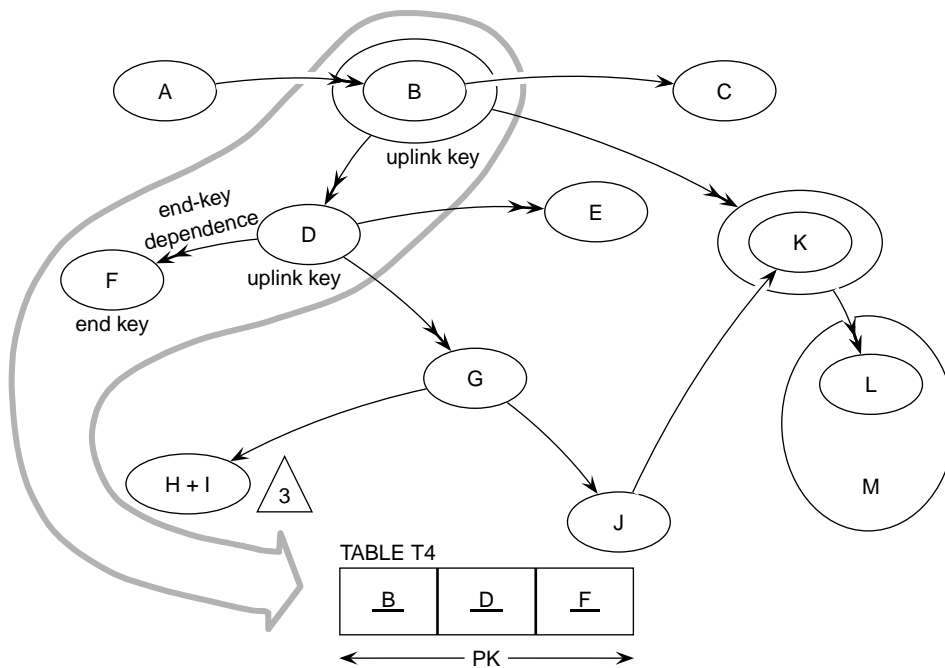 A
B
C
uplink key
end-key
dependence
D
E
K
F
uplink key
end key
G
L
H + I
3
J
M
TABLE T4
B
D
F
PK